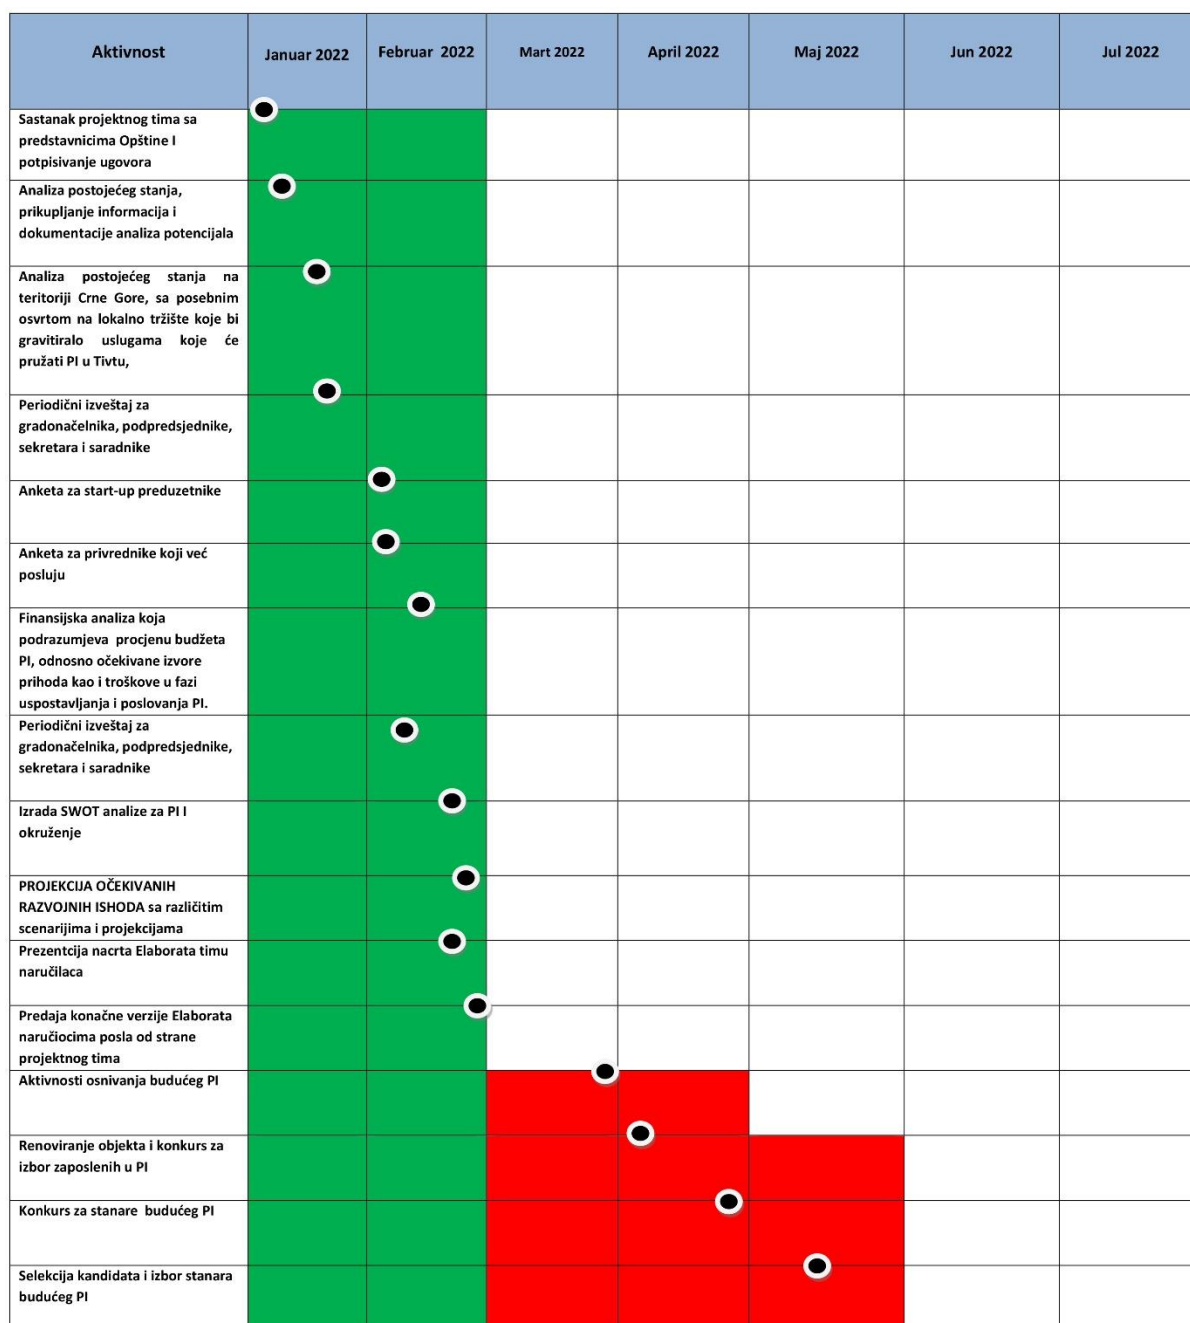 Aktivnost
Januar 2022
Februar 2022
Mart 2022
April 2022
Maj 2022
Jun 2022
Jul 2022
Sastanak projektnog tima sa
predstavnicima Opštine I
potpisivanje ugovora
Analiza postojećeg stanja,
prikupljanje informacija i
dokumentacije analiza potencijala
Analiza postojećeg stanja na
teritoriji Crne Gore, sa posebnim
osvrtom na lokalno tržište koje bi
gravitiralo uslugama koje će
pružati PI u Tivtu,
Periodični izveštaj za
gradonačelnika, podpredsjednike,
sekretara i saradnike
Anketa za start-up preduzetnike
Anketa za privrednike koji već
posluju
Finansijska analiza koja
podrazumjeva procjenu budžeta
PI, odnosno očekivane izvore
prihoda kao i troškove u fazi
uspostavljanja i poslovanja PI.
Periodični izveštaj za
gradonačelnika, podpredsjednike,
sekretara i saradnike
Izrada SWOT analize za PI I
okruženje
PROJEKCIJA OČEKIVANIH
RAZVOJNIH ISHODA sa različitim
scenarijima i projekcijama
Prezentcija nacrta Elaborata timu
naručilaca
Predaja konačne verzije Elaborata
naručiocima posla od strane
projektnog tima
Aktivnosti osnivanja budućeg PI
Renoviranje objekta i konkurs za
izbor zaposlenih u PI
Konkurs za stanare budućeg PI
Selekcija kandidata i izbor stanara
budućeg PI